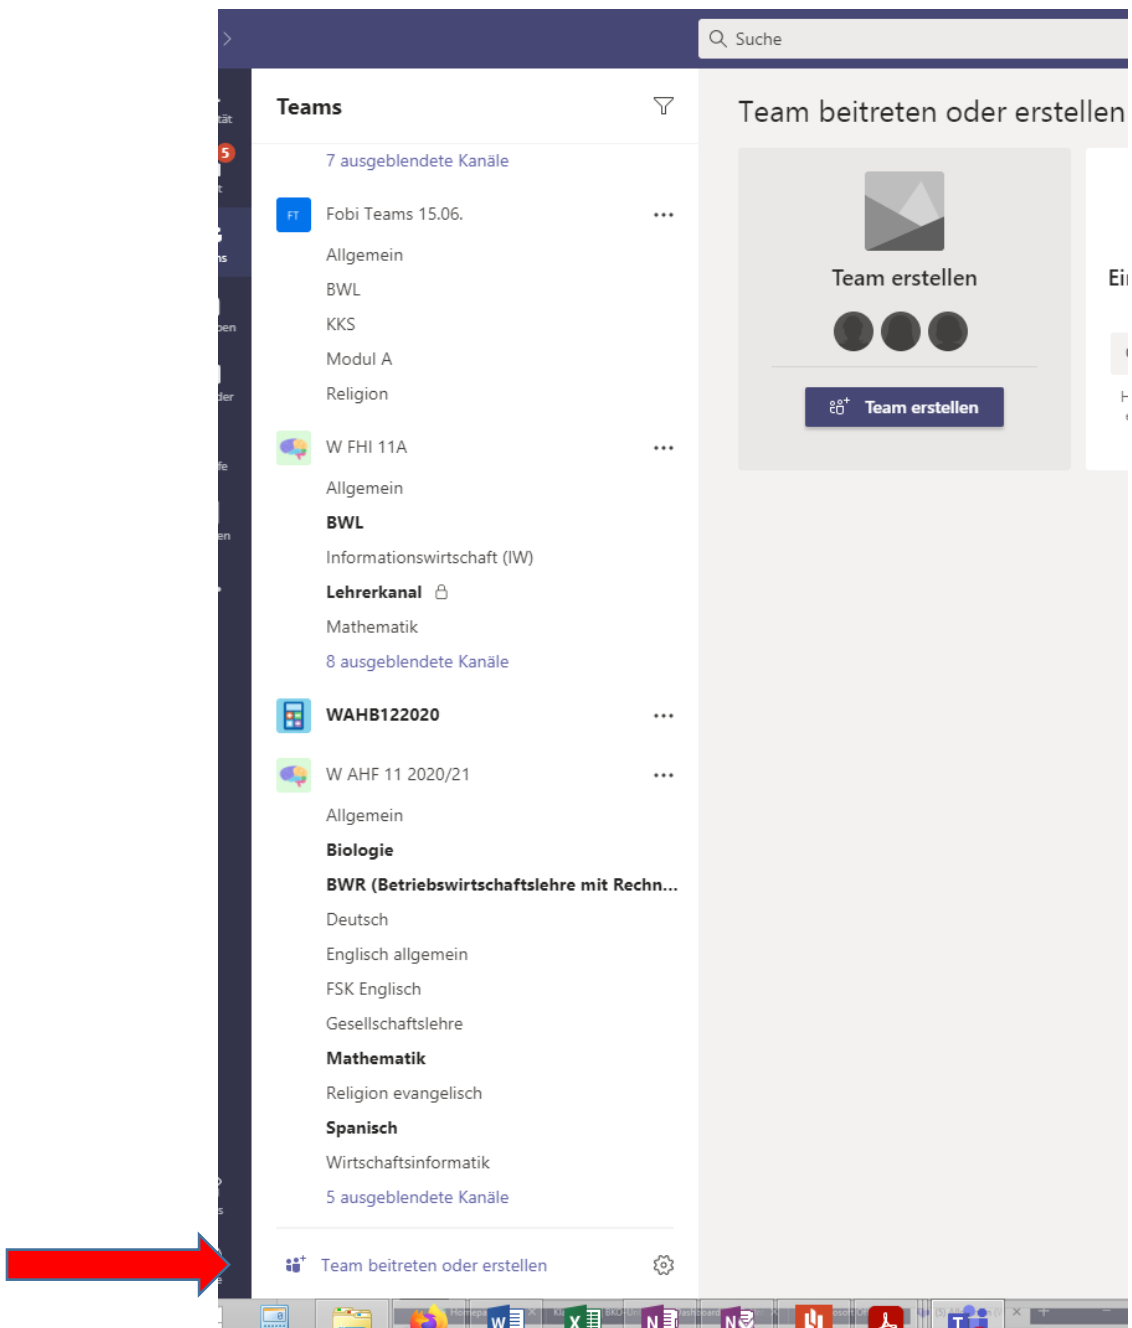 Suche
Teams
Team beitreten oder erstellen
tät
5
7 ausgeblendete Kanäle
FT
Fobi Teams 15.06.
Allgemein
BWL
KKS
Modul A
Religion
Team erstellen
Team erstellen
W FHI 11A
Allgemein
BWL
Informationswirtschaft (IW)
Lehrerkanal
Mathematik
8 ausgeblendete Kanäle
WAHB122020
W AHF 11 2020/21
Allgemein
Biologie
BWR (Betriebswirtschaftslehre mit Rechn...
Deutsch
Englisch allgemein
FSK Englisch
Gesellschaftslehre
Mathematik
Religion evangelisch
Spanisch
Wirtschaftsinformatik
5 ausgeblendete Kanäle
Team beitreten oder erstellen